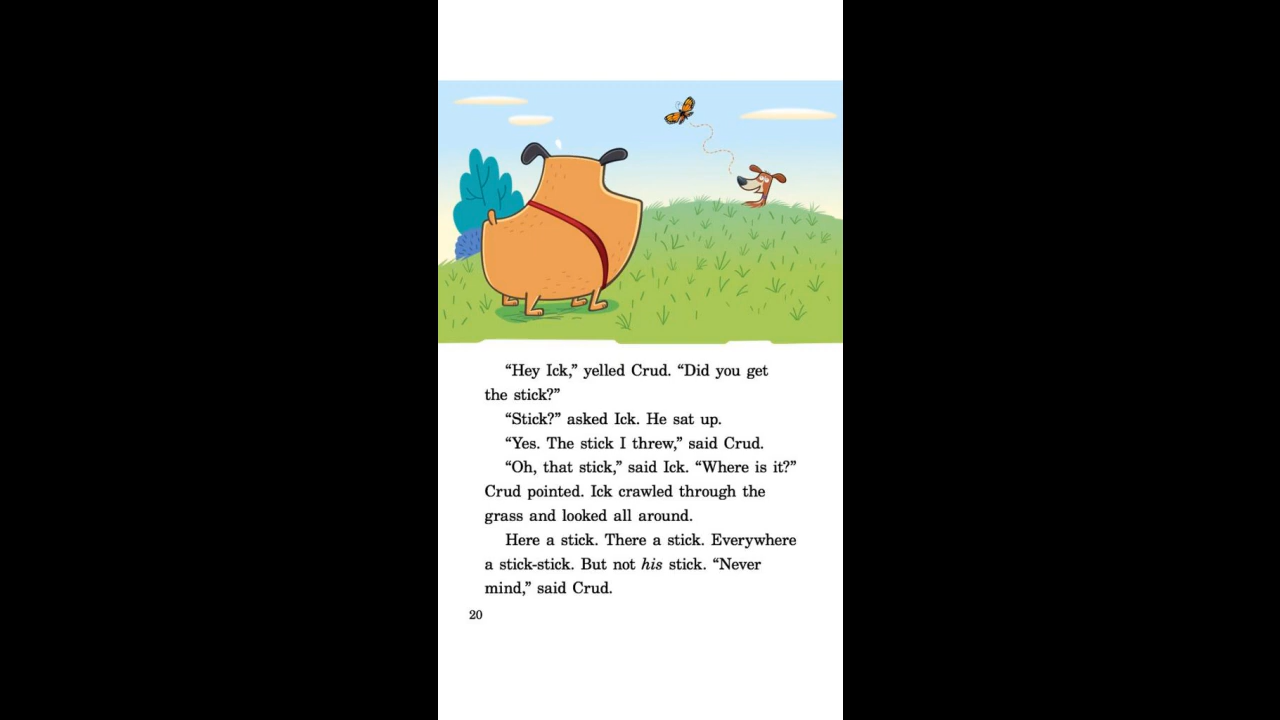 “Hey Ick,” yelled Crud. “Did you get
the stick?”
“Stick?” asked Ick. He sat up.
“Yes. The stick I threw,” said Crud.
“Oh, that stick,” said Ick. “Where is it?”
Crud pointed. Ick crawled through the
grass and looked all around.
Here a stick. There a stick. Everywhere
a stick-stick. But not his stick. “Never
mind,” said Crud.
20